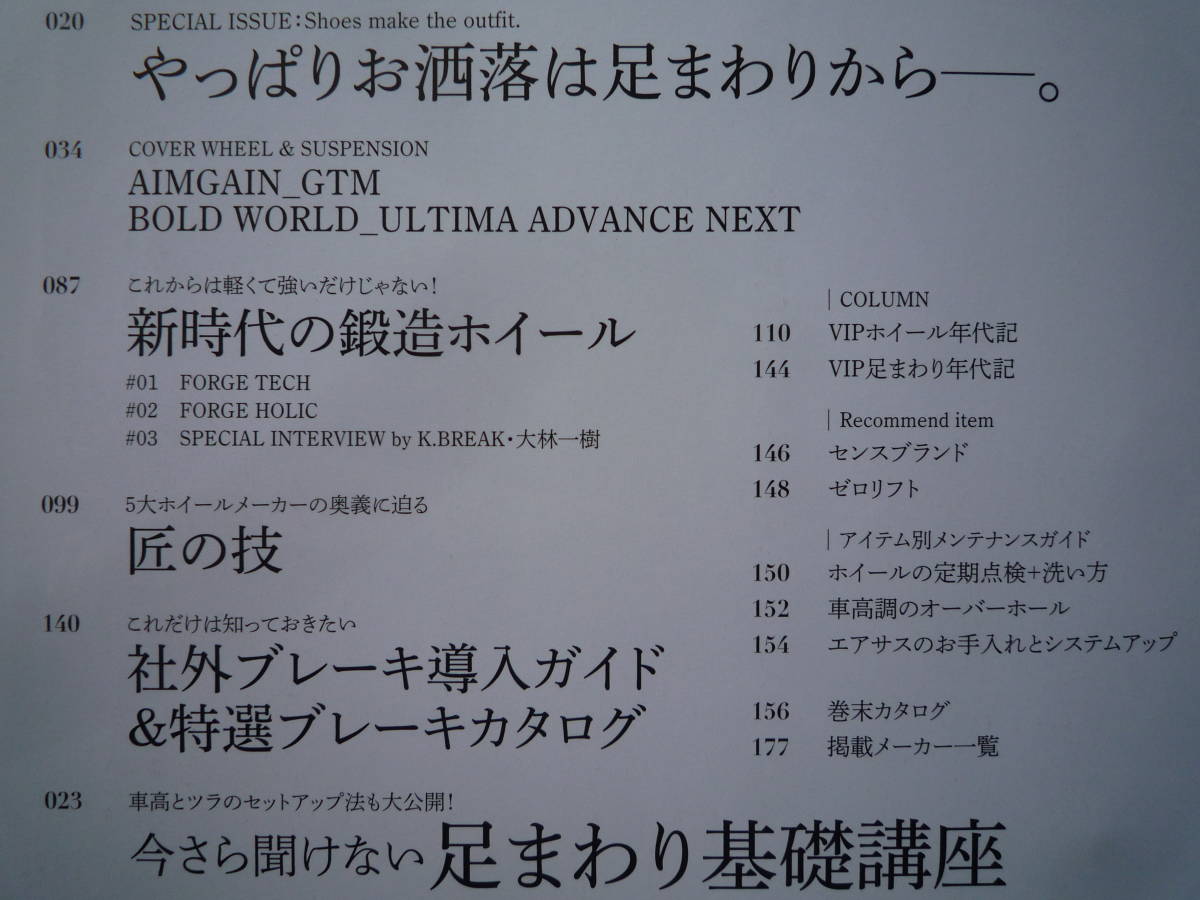 020 SPECIAL ISSUE:Shoes make the outfit.
やっぱりお洒落は足まわりから──。
034 COVER WHEEL & SUSPENSION
AIMGAIN_GTM
BOLD WORLD_ULTIMA ADVANCE NEXT
087 これからは軽くて強いだけじゃない!
新時代の鍛造ホイール
#01 FORGE TECH
#02 FORGE HOLIC
#03 SPECIAL INTERVIEW by K.BREAK・大林一樹
099 5大ホイールメーカーの奥義に迫る
匠の技
140 これだけは知っておきたい
社外ブレーキ導入ガイド
&特選ブレーキカタログ
023 車高とツラのセットアップ法も大公開!
今さら聞けない足まわり基礎講座
| COLUMN
110 VIPホイール年代記
144 VIP足まわり年代記
| Recommend item
146 センスブランド
148 ゼロリフト
| アイテム別メンテナンスガイド
150 ホイールの定期点検+洗い方
152 車高調のオーバーホール
154 エアサスのお手入れとシステムアップ
156 巻末カタログ
177 掲載メーカー一覧